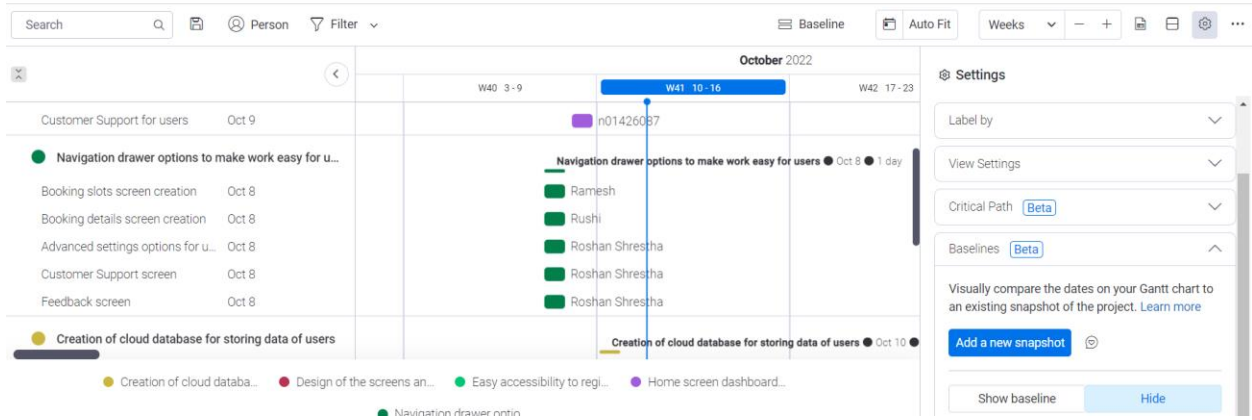 Search
Person
Filter
Baseline
Auto Fit
Weeks
October 2022
W40 3 - 9
W41 10 - 16
W42 17 - 23
Settings
Customer Support for users Oct 9
n01426087
Label by
Navigation drawer options to make work easy for u...
Navigation drawer options to make work easy for users ● Oct 8 ● 1 day
View Settings
Booking slots screen creation Oct 8
Ramesh
Critical Path Beta
Booking details screen creation Oct 8
Rushi
Advanced settings options for u... Oct 8
Roshan Shrestha
Baselines Beta
Customer Support screen Oct 8
Roshan Shrestha
Feedback screen Oct 8
Roshan Shrestha
Visually compare the dates on your Gantt chart to
an existing snapshot of the project. Learn more
Creation of cloud database for storing data of users
Creation of cloud database for storing data of users ● Oct 10 ●
Add a new snapshot
Creation of cloud databa...
Design of the screens an...
Easy accessibility to regi...
Home screen dashboard...
Show baseline
Hide
Navigation drawer optio...